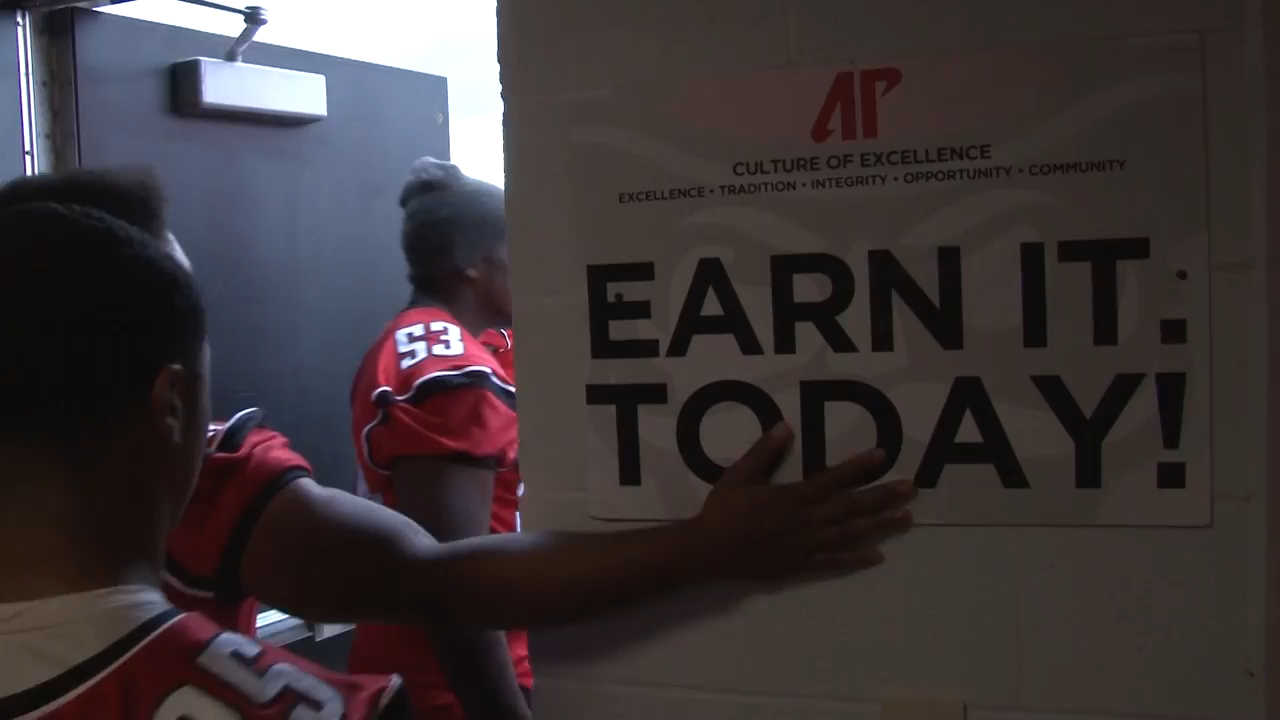 AP
CULTURE OF EXCELLENCE
EXCELLENCE • TRADITION • INTEGRITY • OPPORTUNITY • COMMUNITY
EARN IT:
TODAY!
53